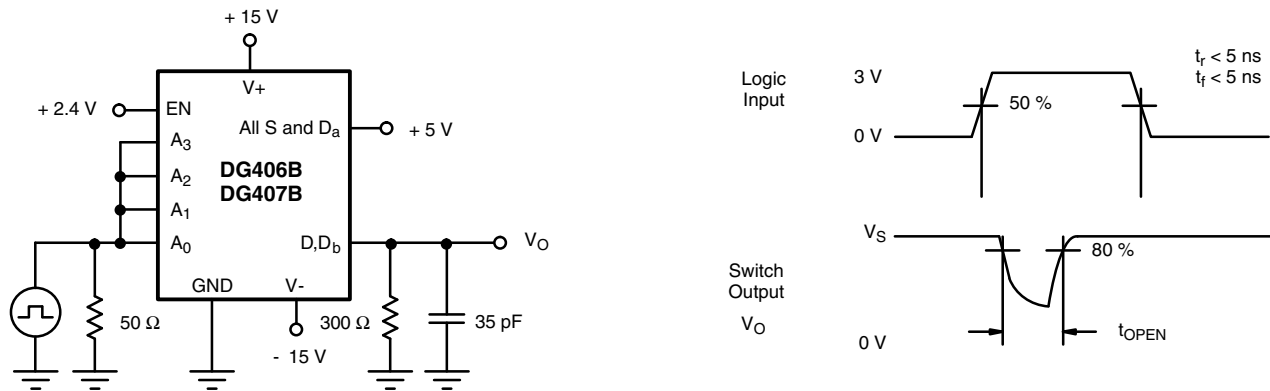 + 15 V
+ 2.4 V
EN
V+
A3
A2
A1
A0
All S and Da
+ 5 V
DG406B
DG407B
D,Db
VO
GND
V-
50 Ω
300 Ω
35 pF
- 15 V
Logic
Input
3 V
0 V
50 %
tr < 5 ns
tf < 5 ns
VS
80 %
Switch
Output
VO
0 V
tOPEN